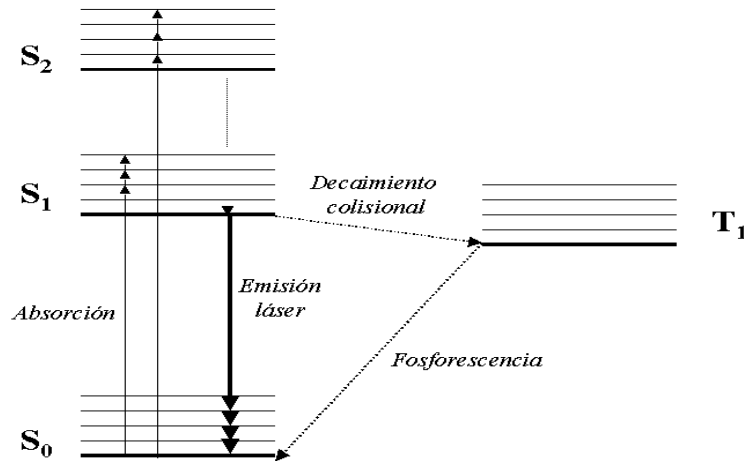 S2
S1
Decaimiento
colisional
T1
Emisión
láser
Absorción
Fosforescencia
S0